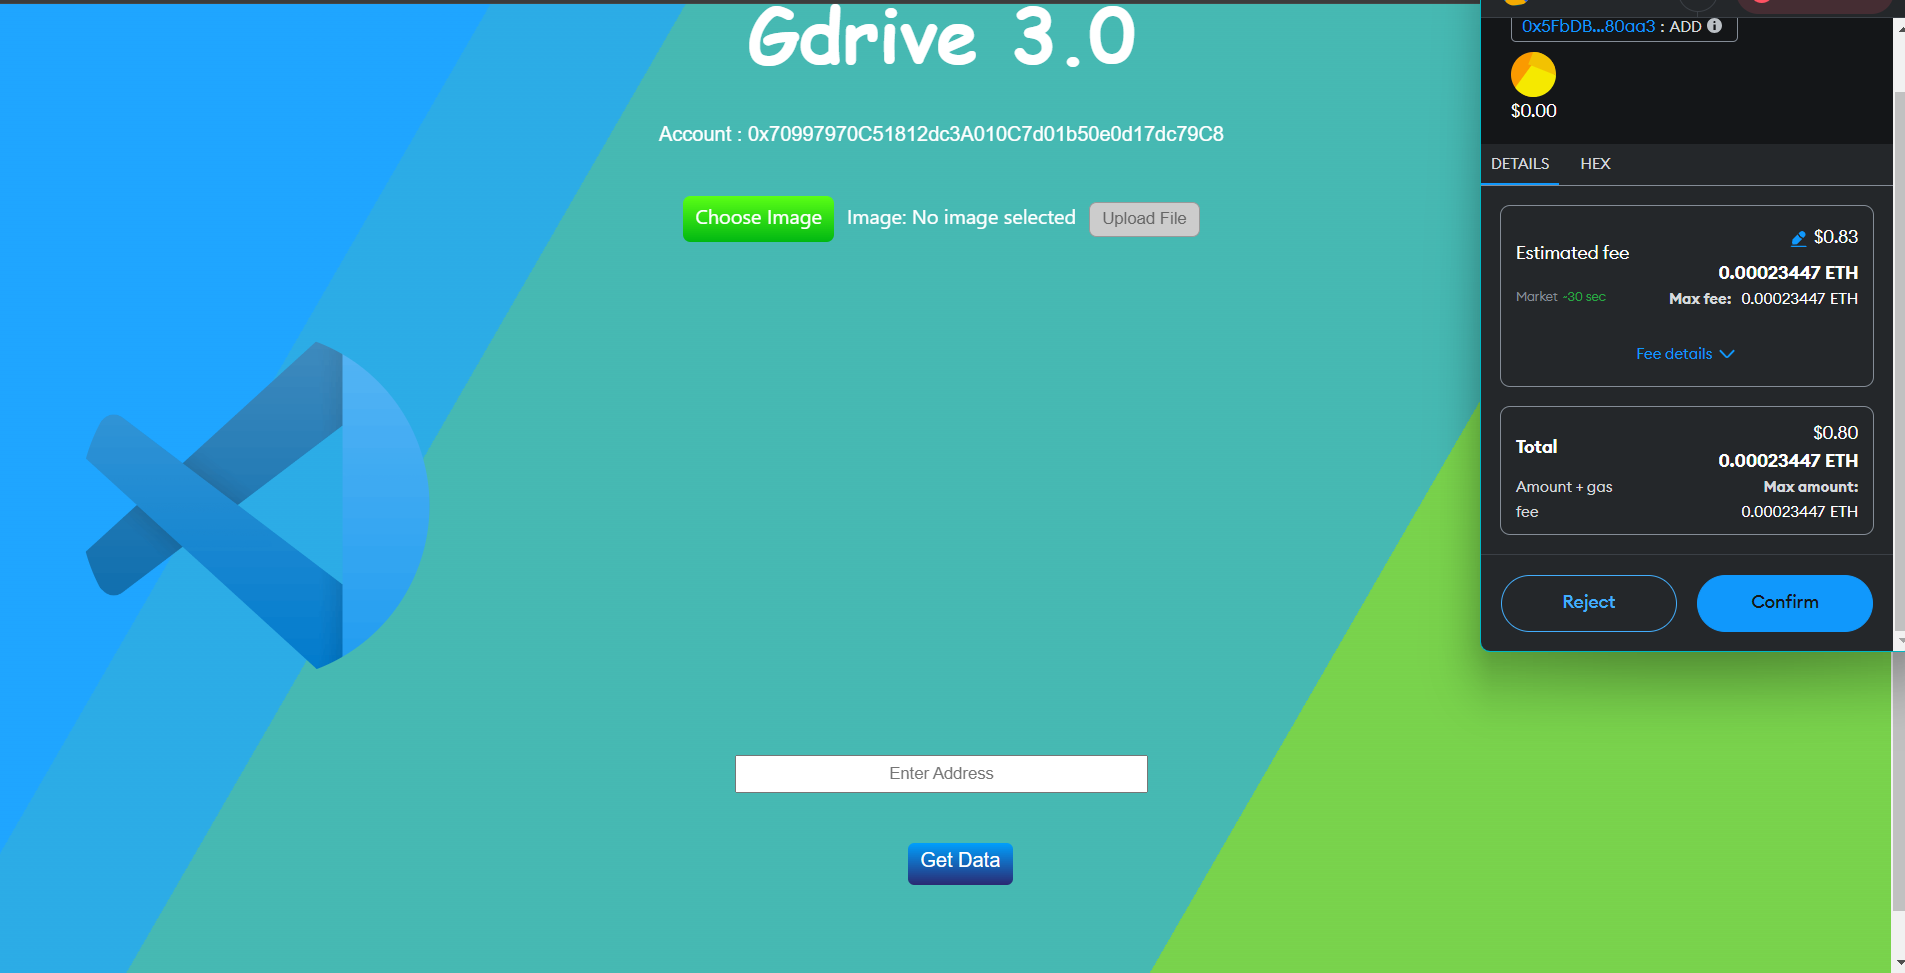 Gdrive 3.0
Account : 0x70997970C51812dc3A010C7d01b50e0d17dc79C8
Choose Image Image: No image selected Upload File
Enter Address
Get Data
0x5FbDB...80aa3 : ADD
$0.00
DETAILS HEX
$0.83
Estimated fee
0.00023447 ETH
Market ~30 sec Max fee: 0.00023447 ETH
Fee details
$0.80
Total
0.00023447 ETH
Amount + gas Max amount:
fee 0.00023447 ETH
Reject Confirm